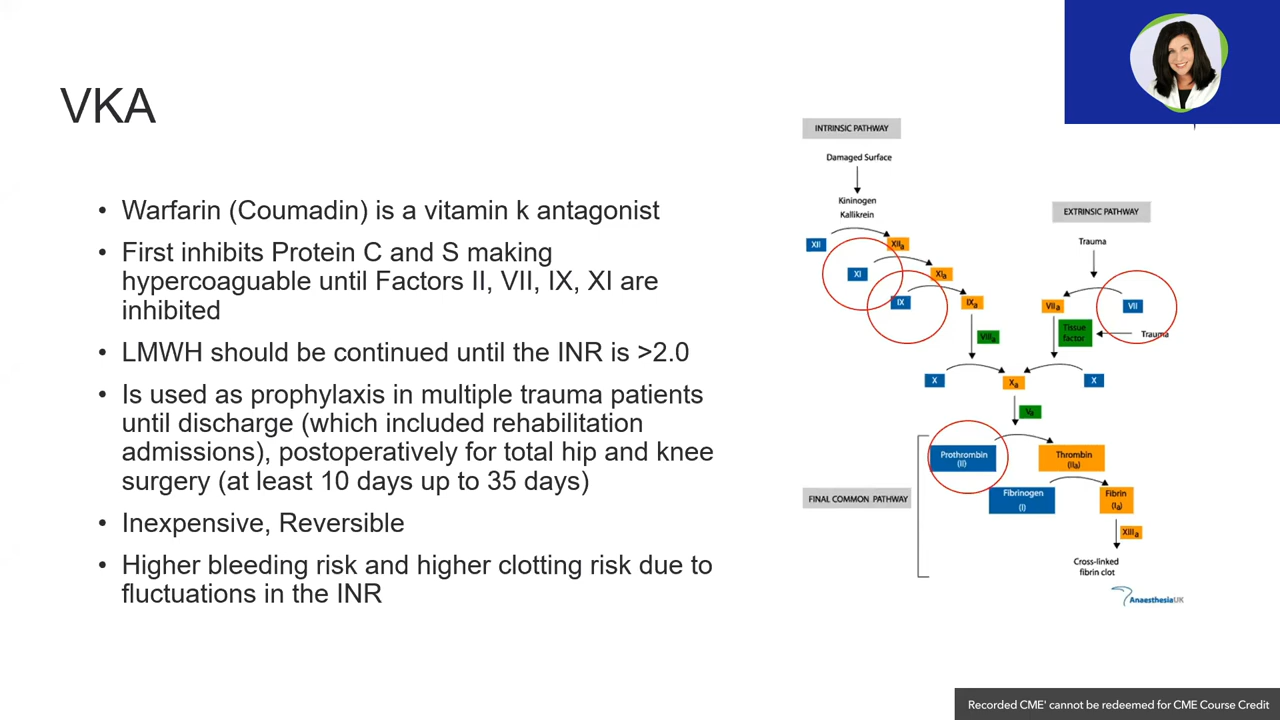 VKA
• Warfarin (Coumadin) is a vitamin k antagonist
• First inhibits Protein C and S making
hypercoaguable until Factors II, VII, IX, XI are
inhibited
• LMWH should be continued until the INR is >2.0
• Is used as prophylaxis in multiple trauma patients
until discharge (which included rehabilitation
admissions), postoperatively for total hip and knee
surgery (at least 10 days up to 35 days)
• Inexpensive, Reversible
• Higher bleeding risk and higher clotting risk due to
fluctuations in the INR
INTRINSIC PATHWAY
Damaged Surface
Kininogen
Kallikrein
XII
XIIa
XI
XIa
IX
IXa
VIIIa
EXTRINSIC PATHWAY
Trauma
VIIa
VII
Tissue
factor
Trauma
X
Xa
X
Va
Prothrombin
(II)
Thrombin
(IIa)
FINAL COMMON PATHWAY
Fibrinogen
(I)
Fibrin
(Ia)
XIIIa
Cross-linked
fibrin clot
AnaesthesiaUK
Recorded CME' cannot be redeemed for CME Course Credit